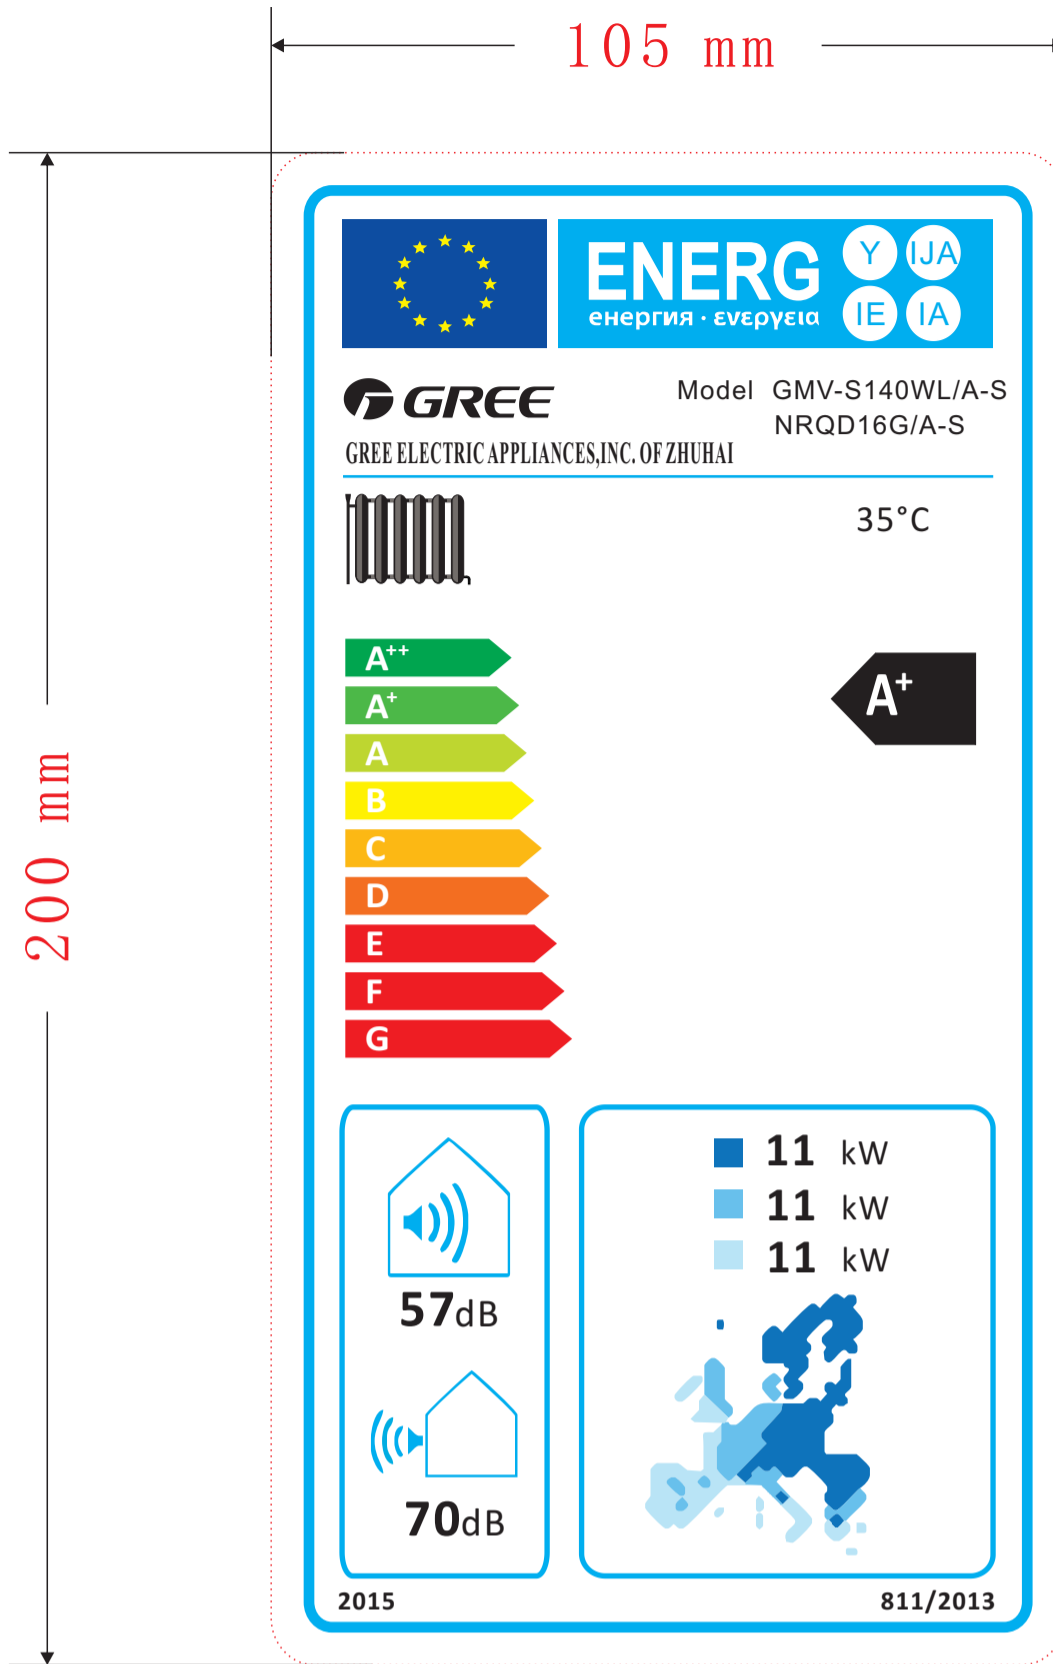 105 mm
200 mm
ENERG
енергия · ενεργεια
Y IJA
IE IA
GREE
Model GMV-S140WL/A-S
NRQD16G/A-S
GREE ELECTRIC APPLIANCES,INC. OF ZHUHAI
35°C
A++
A+
A
B
C
D
E
F
G
A+
57dB
70dB
11 kW
11 kW
11 kW
2015
811/2013